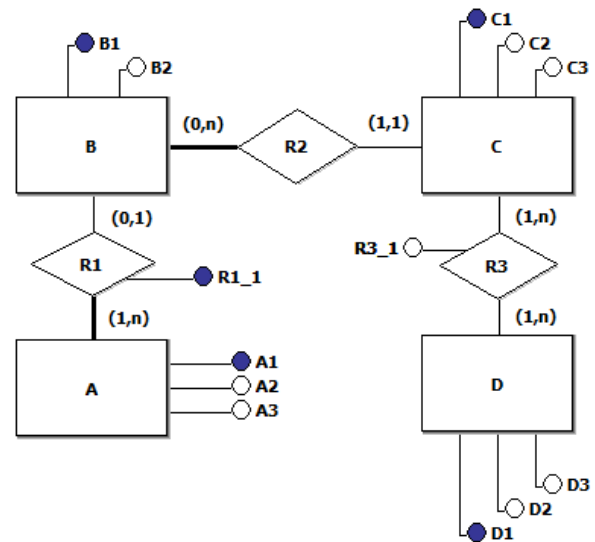 B1
B2
C1
C2
C3
B
(0,n)
R2
(1,1)
C
(0,1)
(1,n)
R1
R1_1
R3_1
R3
(1,n)
(1,n)
A
A1
A2
A3
D
D3
D2
D1